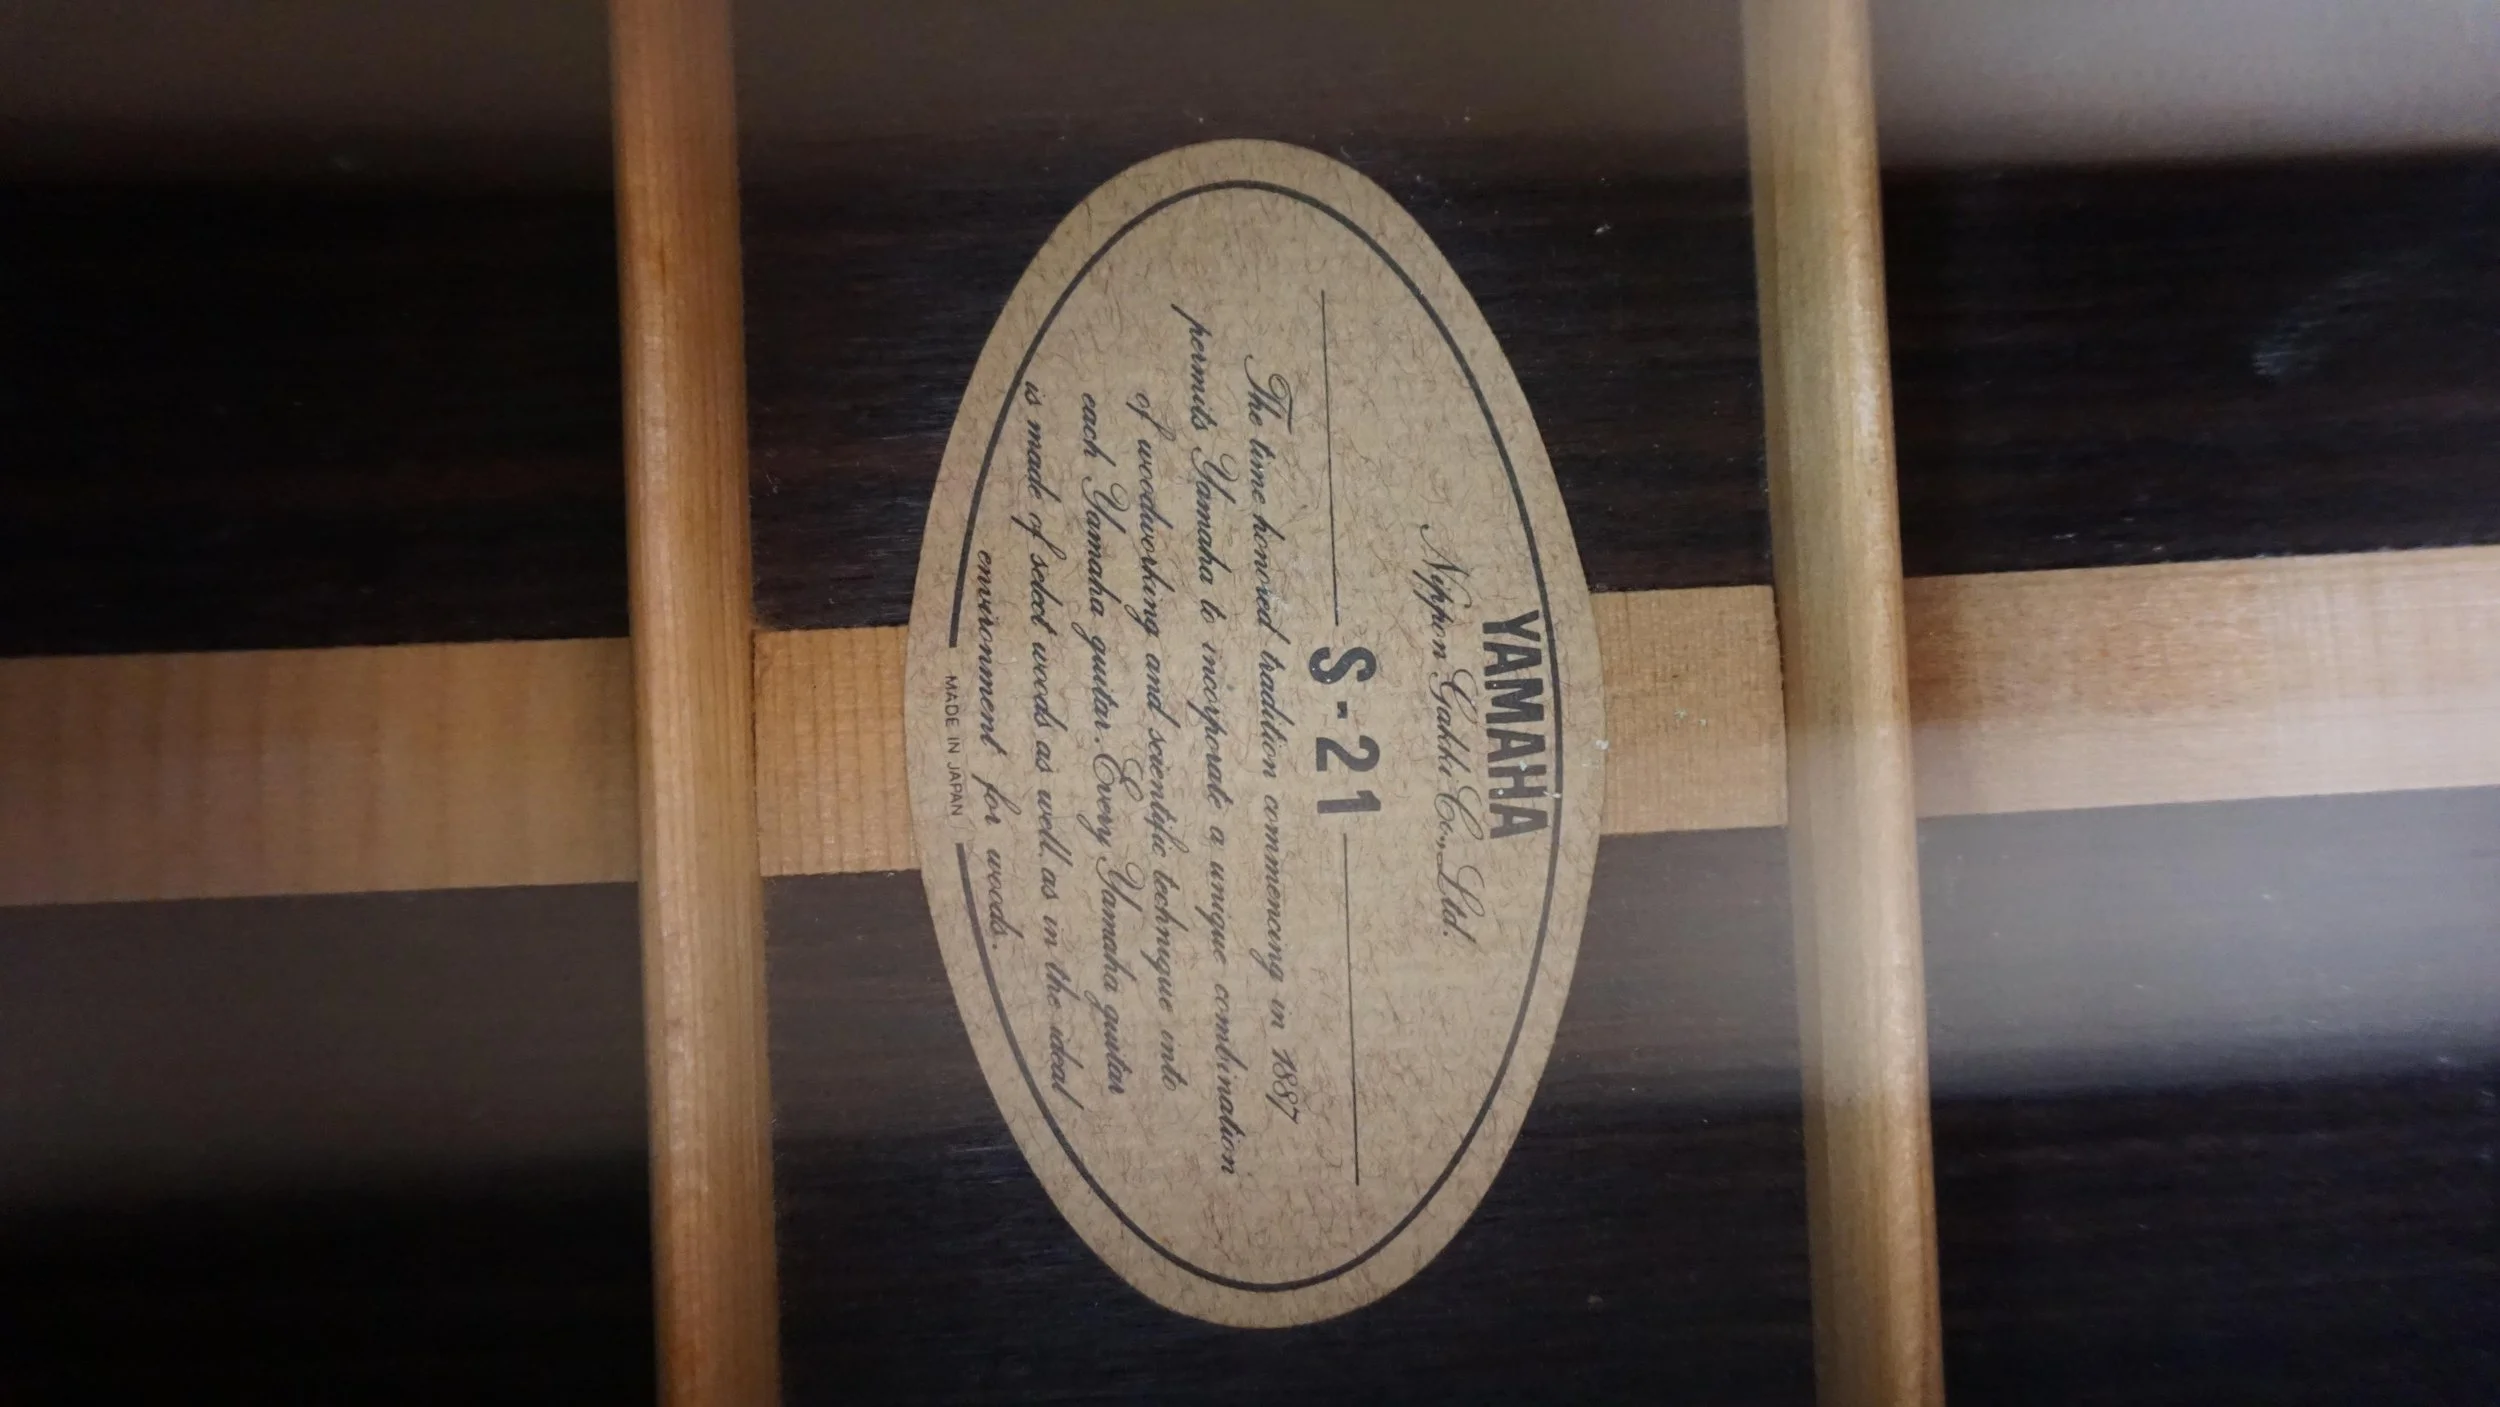 YAMAHA
Nippon Gakki Co., Ltd.
S-21
The time honored tradition commencing in 1887
permits Yamaha to incorporate a unique combination
of woodworking and scientific technique into
each Yamaha guitar. Every Yamaha guitar
is made of select woods as well as in the ideal
environment for woods.
MADE IN JAPAN